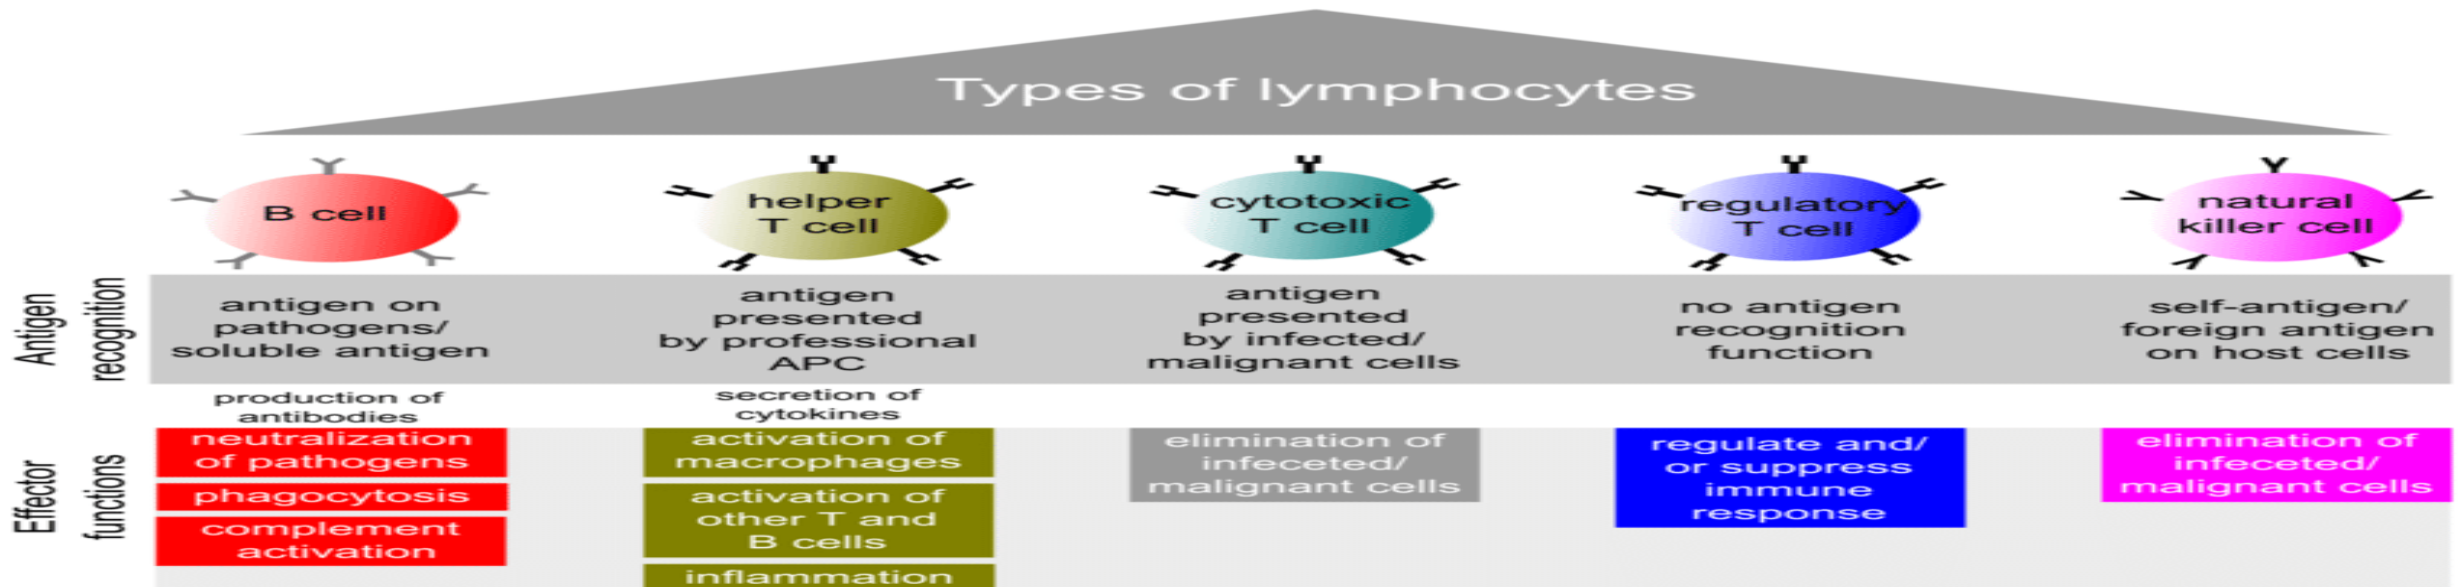 Types of lymphocytes
B cell
helper
T cell
cytotoxic
T cell
regulatory
T cell
natural
killer cell
Antigen
recognition
antigen on
pathogens/
soluble antigen
antigen
presented
by professional
APC
antigen
presented
by infected/
malignant cells
no antigen
recognition
function
self-antigen/
foreign antigen
on host cells
Effector
functions
production of
antibodies
neutralization
of pathogens
phagocytosis
complement
activation
secretion of
cytokines
activation of
macrophages
activation of
other T and
B cells
inflammation
elimination of
infeceted/
malignant cells
regulate and/
or suppress
immune
response
elimination of
infeceted/
malignant cells